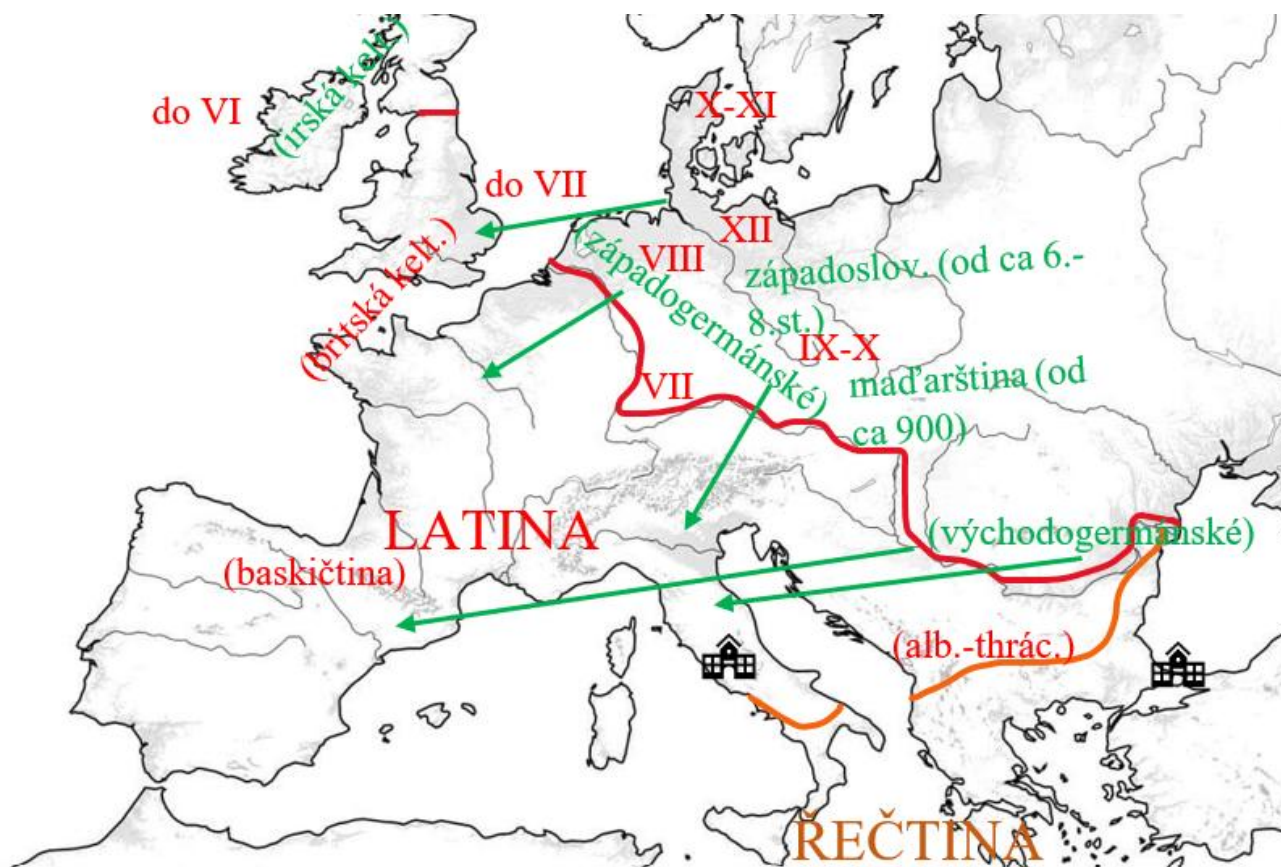 (irská kelt.)
do VI
X-XI
do VII
XII
(západogermánské)
VIII
západoslov. (od ca 6.-
8.st.)
(britská kelt.)
IX-X
VII
maďarština (od
ca 900)
LATINA
(východogermánské)
(baskičtina)
(alb.-thrác.)
ŘEČTINA